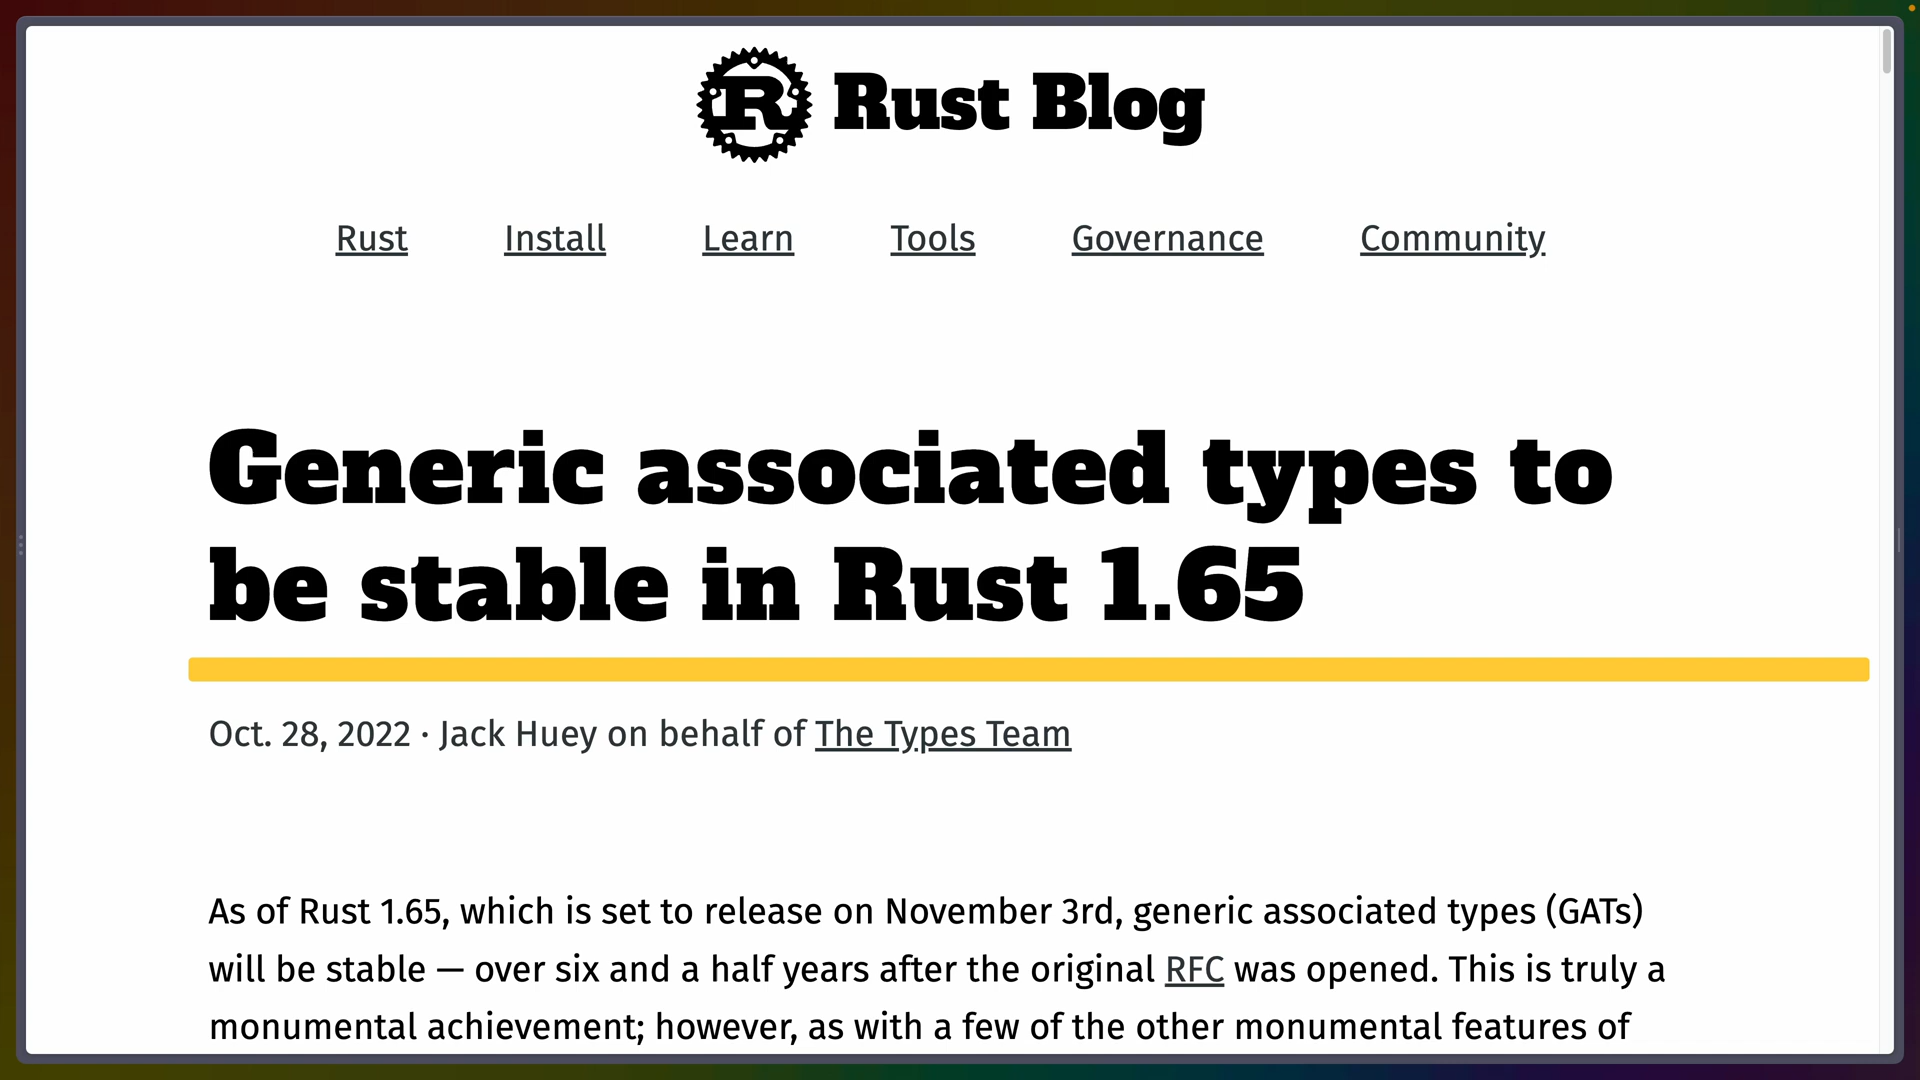 Rust Blog
Rust Install Learn Tools Governance Community
Generic associated types to
be stable in Rust 1.65
Oct. 28, 2022 · Jack Huey on behalf of The Types Team
As of Rust 1.65, which is set to release on November 3rd, generic associated types (GATs)
will be stable — over six and a half years after the original RFC was opened. This is truly a
monumental achievement; however, as with a few of the other monumental features of